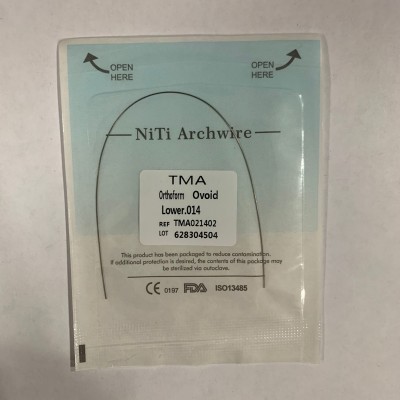 OPEN HERE
OPEN HERE
NiTi Archwire
TMA
Orthoform Ovoid
Lower.014
REF TMA021402
LOT 628304504
This product has been packaged to reduce contamination.
If additional protection is desired, the contents of this package may
be sterilized via autoclave.
CE 0197 FDA ISO13485